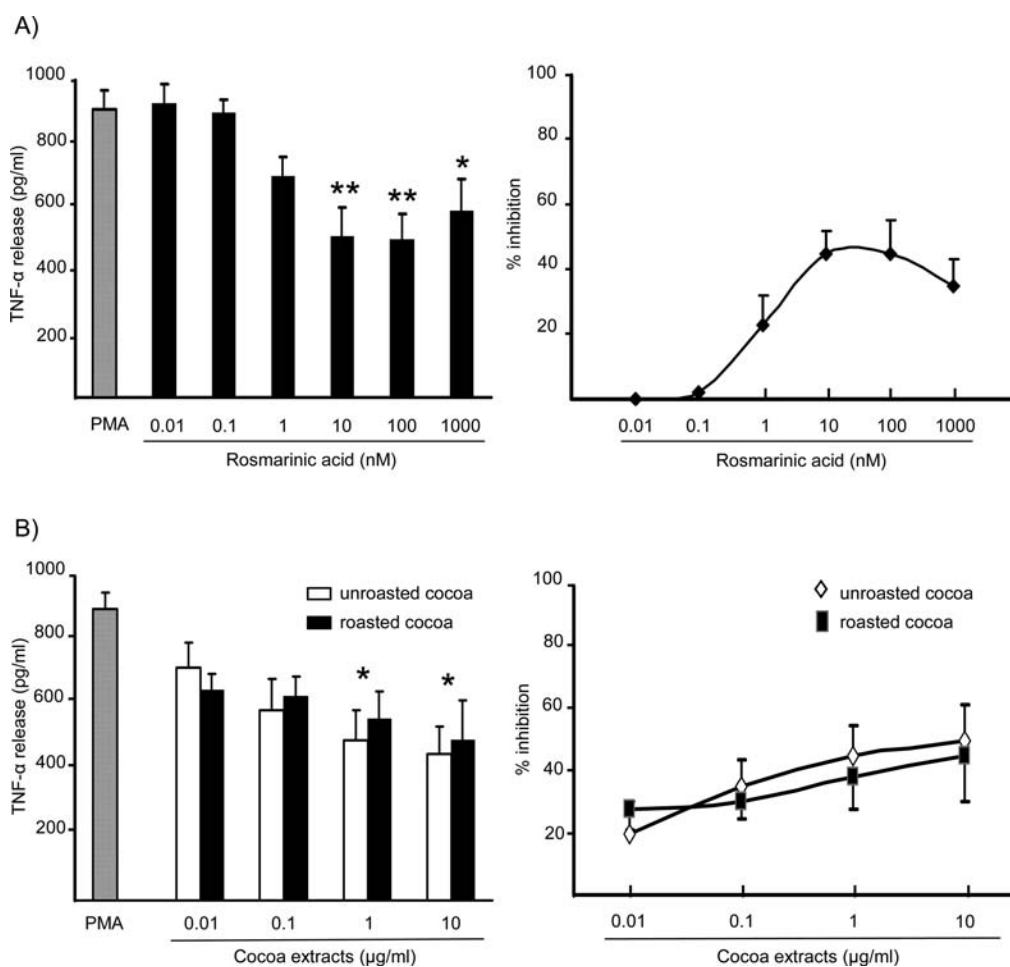 A)
TNF-α release (pg/ml)
1000
800
600
400
200
** ** *
PMA 0.01 0.1 1 10 100 1000
Rosmarinic acid (nM)
% inhibition
100
80
60
40
20
0.01 0.1 1 10 100 1000
Rosmarinic acid (nM)
B)
TNF-α release (pg/ml)
1000
800
600
400
200
unroasted cocoa
roasted cocoa
* *
PMA 0.01 0.1 1 10
Cocoa extracts (µg/ml)
% inhibition
100
80
60
40
20
unroasted cocoa
roasted cocoa
0.01 0.1 1 10
Cocoa extracts (µg/ml)